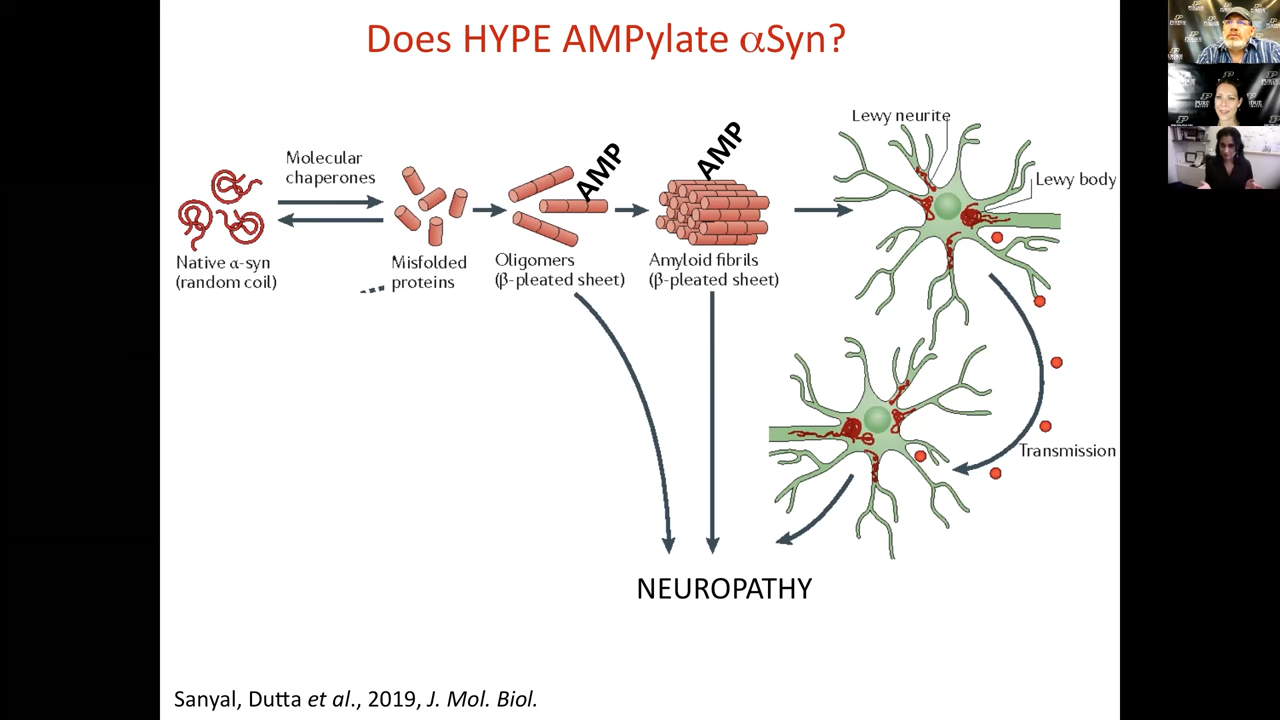 Does HYPE AMPylate αSyn?
Lewy neurite
Lewy body
Molecular
chaperones
AMP
AMP
Native α-syn
(random coil)
Misfolded
proteins
Oligomers
(β-pleated sheet)
Amyloid fibrils
(β-pleated sheet)
Transmission
NEUROPATHY
Sanyal, Dutta et al., 2019, J. Mol. Biol.